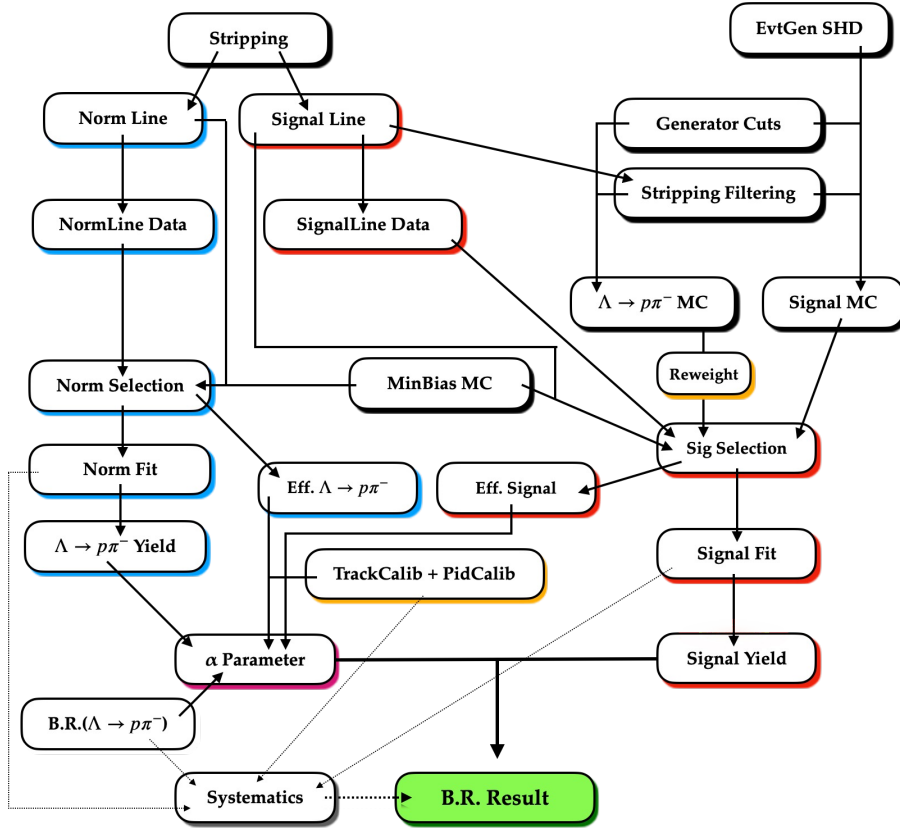 Stripping
EvtGen SHD
Norm Line
Signal Line
Generator Cuts
Stripping Filtering
NormLine Data
SignalLine Data
Λ → pπ⁻ MC
Signal MC
Reweight
Norm Selection
MinBias MC
Sig Selection
Norm Fit
Eff. Λ → pπ⁻
Eff. Signal
Λ → pπ⁻ Yield
Signal Fit
TrackCalib + PidCalib
α Parameter
Signal Yield
B.R.(Λ → pπ⁻)
Systematics
B.R. Result